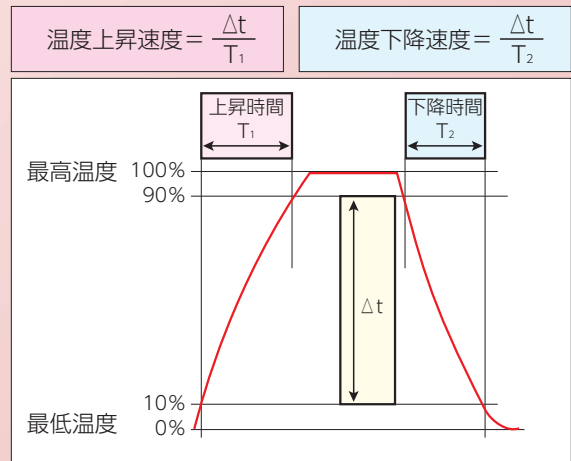 温度上昇速度＝ Δt / T₁
温度下降速度＝ Δt / T₂
上昇時間
T₁
下降時間
T₂
最高温度 100%
90%
Δt
10%
最低温度 0%